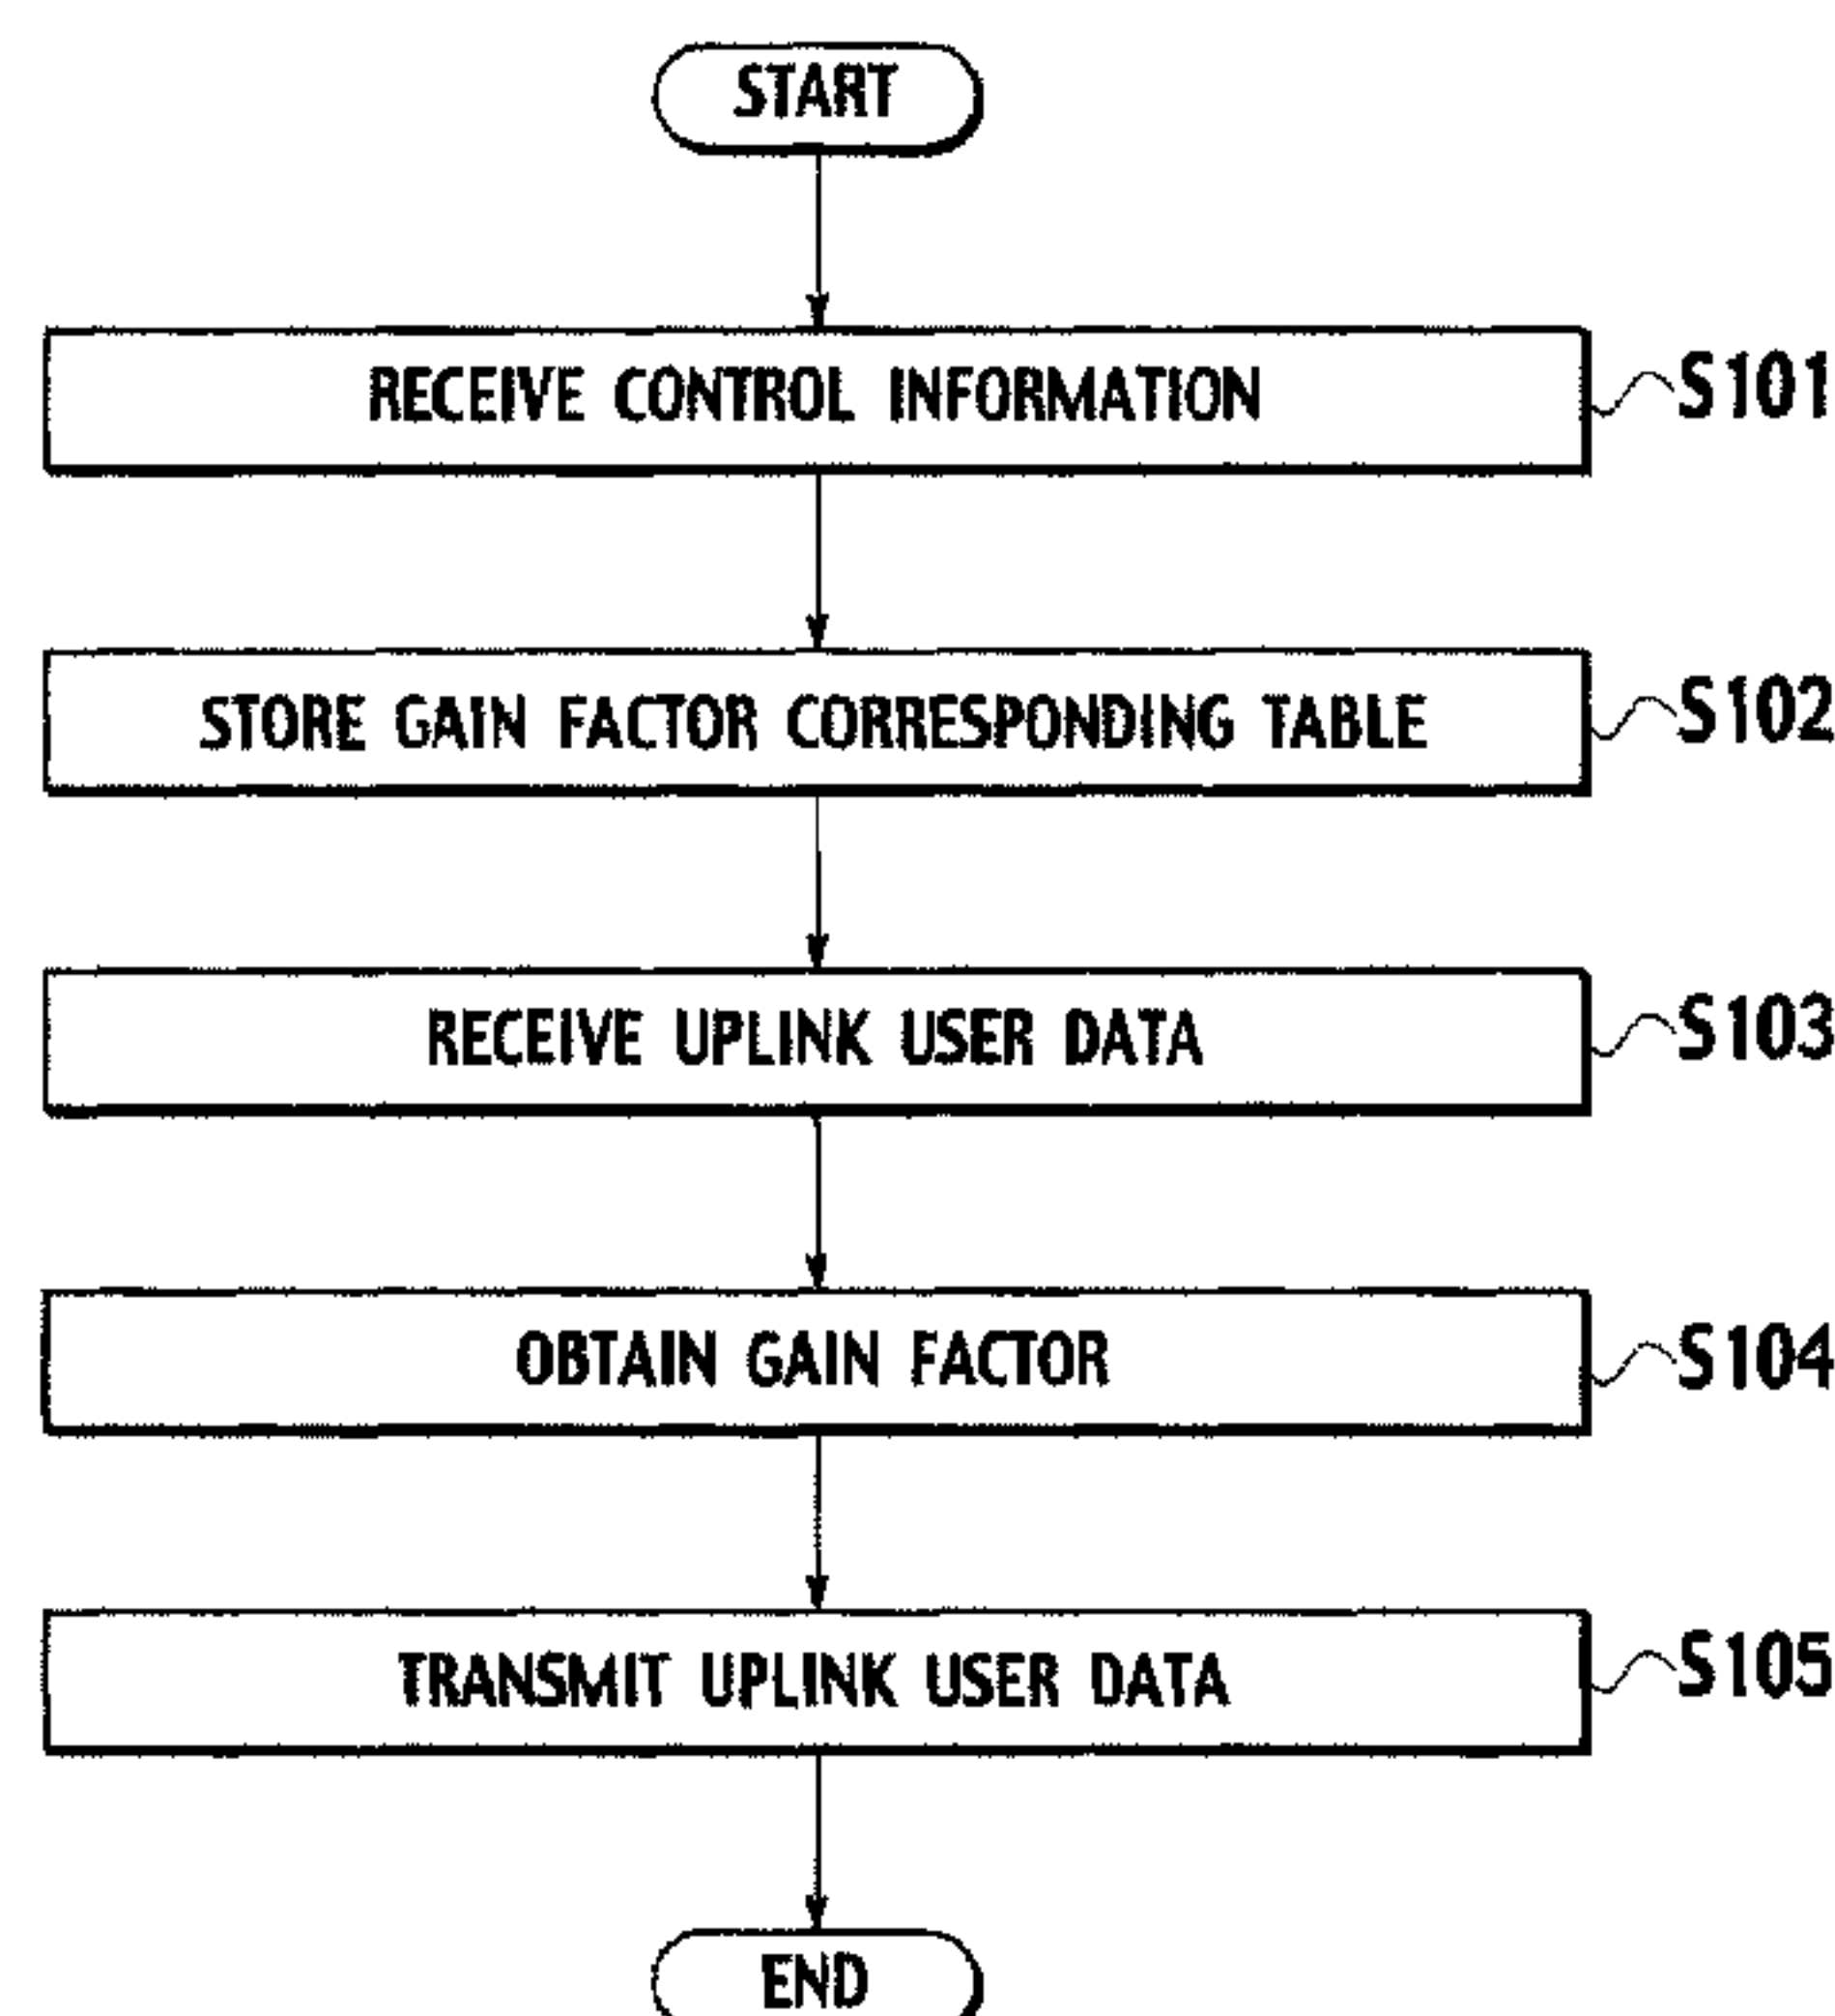 START
RECEIVE CONTROL INFORMATION S101
STORE GAIN FACTOR CORRESPONDING TABLE S102
RECEIVE UPLINK USER DATA S103
OBTAIN GAIN FACTOR S104
TRANSMIT UPLINK USER DATA S105
END